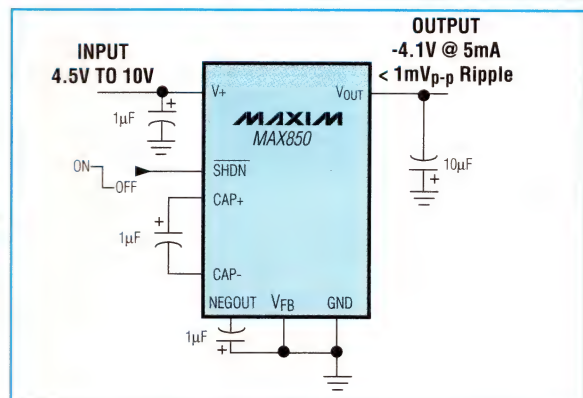 INPUT
4.5V TO 10V
OUTPUT
-4.1V @ 5mA
< 1mVp-p Ripple
V+
VOUT
1µF
+
MAXIM
MAX850
ON
OFF
SHDN
10µF
+
CAP+
+
1µF
CAP-
NEGOUT
VFB
GND
1µF
+